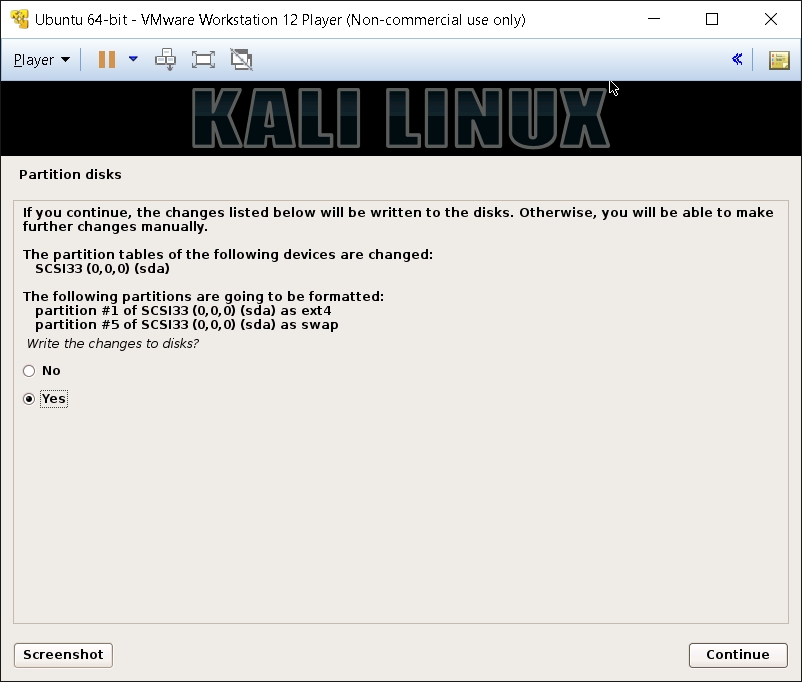 Ubuntu 64-bit - VMware Workstation 12 Player (Non-commercial use only)
Player
KALI LINUX
Partition disks
If you continue, the changes listed below will be written to the disks. Otherwise, you will be able to make
further changes manually.
The partition tables of the following devices are changed:
SCSI33 (0,0,0) (sda)
The following partitions are going to be formatted:
partition #1 of SCSI33 (0,0,0) (sda) as ext4
partition #5 of SCSI33 (0,0,0) (sda) as swap
Write the changes to disks?
No
Yes
Screenshot
Continue